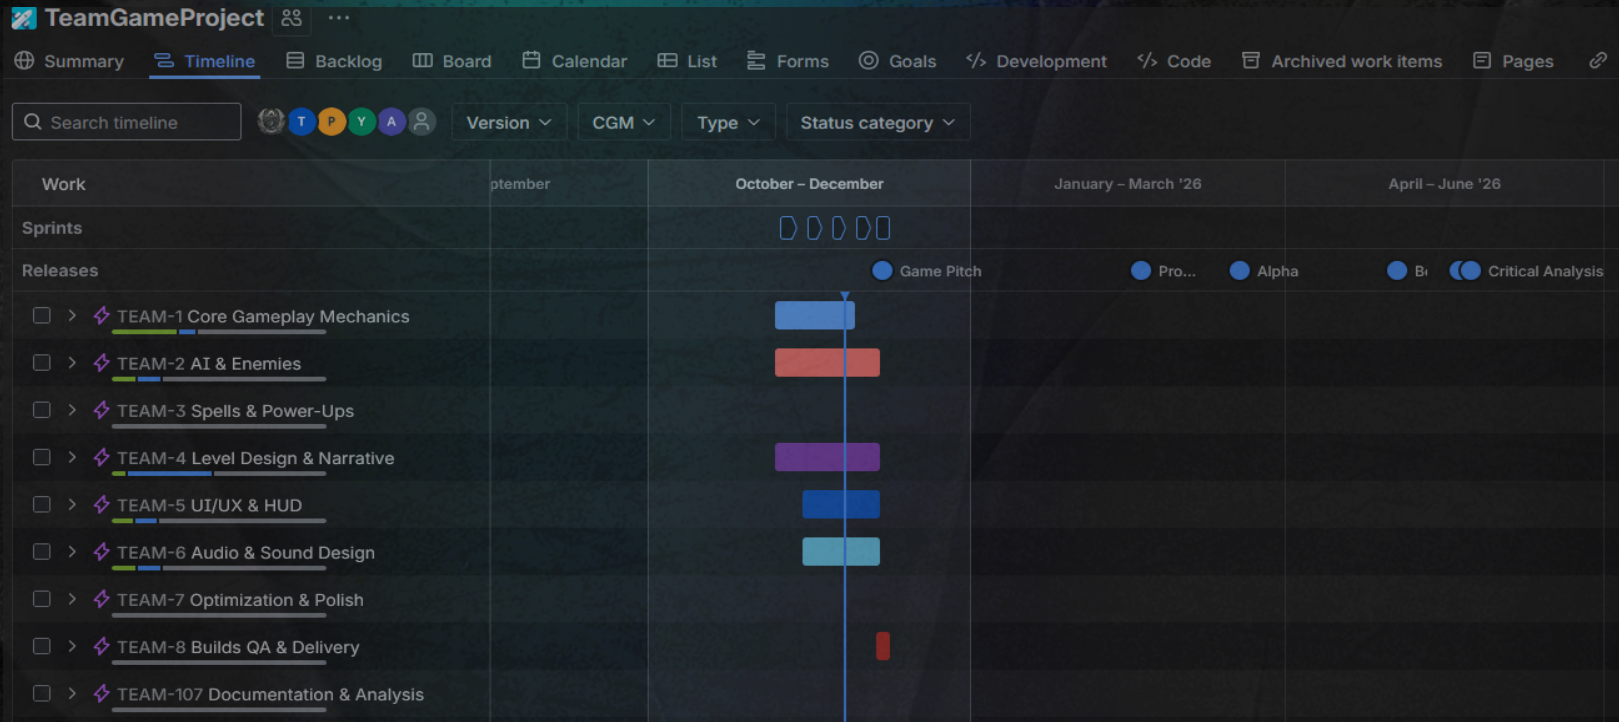 TeamGameProject
Summary Timeline Backlog Board Calendar List Forms Goals Development Code Archived work items Pages
Search timeline T P Y A Version CGM Type Status category
Work ptember October – December January – March '26 April – June '26
Sprints
Releases Game Pitch Pro... Alpha Critical Analysis
TEAM-1 Core Gameplay Mechanics
TEAM-2 AI & Enemies
TEAM-3 Spells & Power-Ups
TEAM-4 Level Design & Narrative
TEAM-5 UI/UX & HUD
TEAM-6 Audio & Sound Design
TEAM-7 Optimization & Polish
TEAM-8 Builds QA & Delivery
TEAM-107 Documentation & Analysis